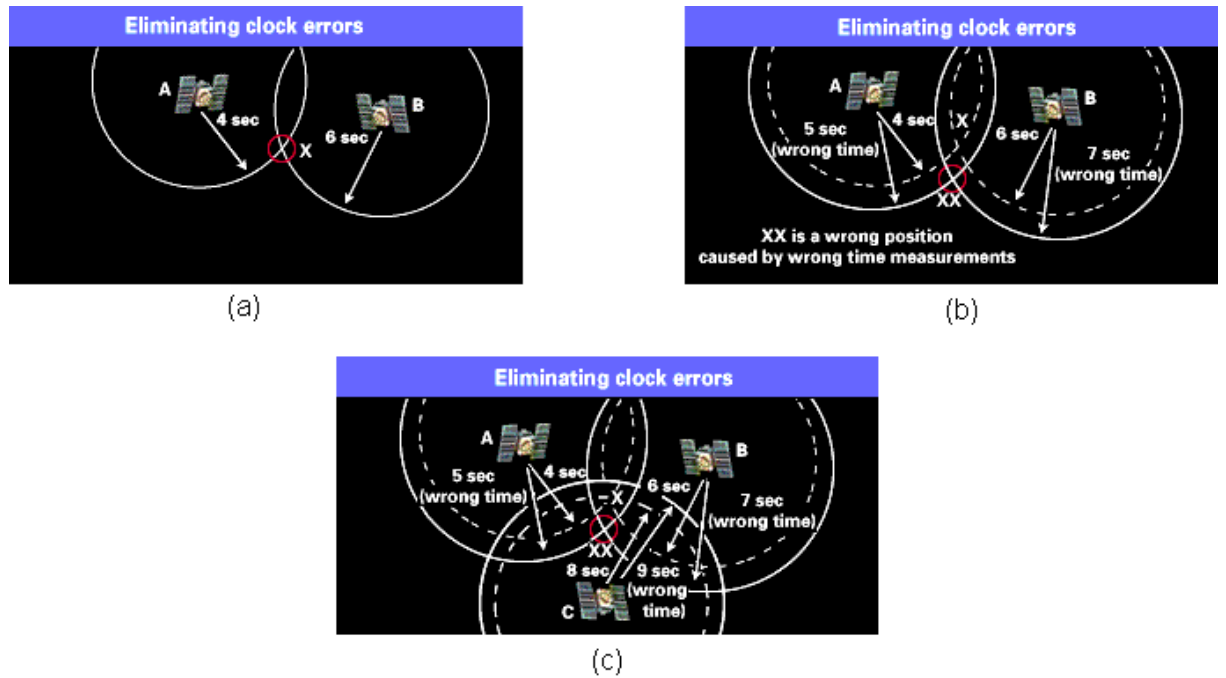 Eliminating clock errors
A
B
4 sec
6 sec
X
(a)
Eliminating clock errors
A
B
4 sec
X
5 sec
(wrong time)
6 sec
7 sec
(wrong time)
XX
XX is a wrong position
caused by wrong time measurements
(b)
Eliminating clock errors
A
B
4 sec
5 sec
(wrong time)
6 sec
X
7 sec
(wrong time)
XX
8 sec
9 sec
(wrong
time)
C
(c)